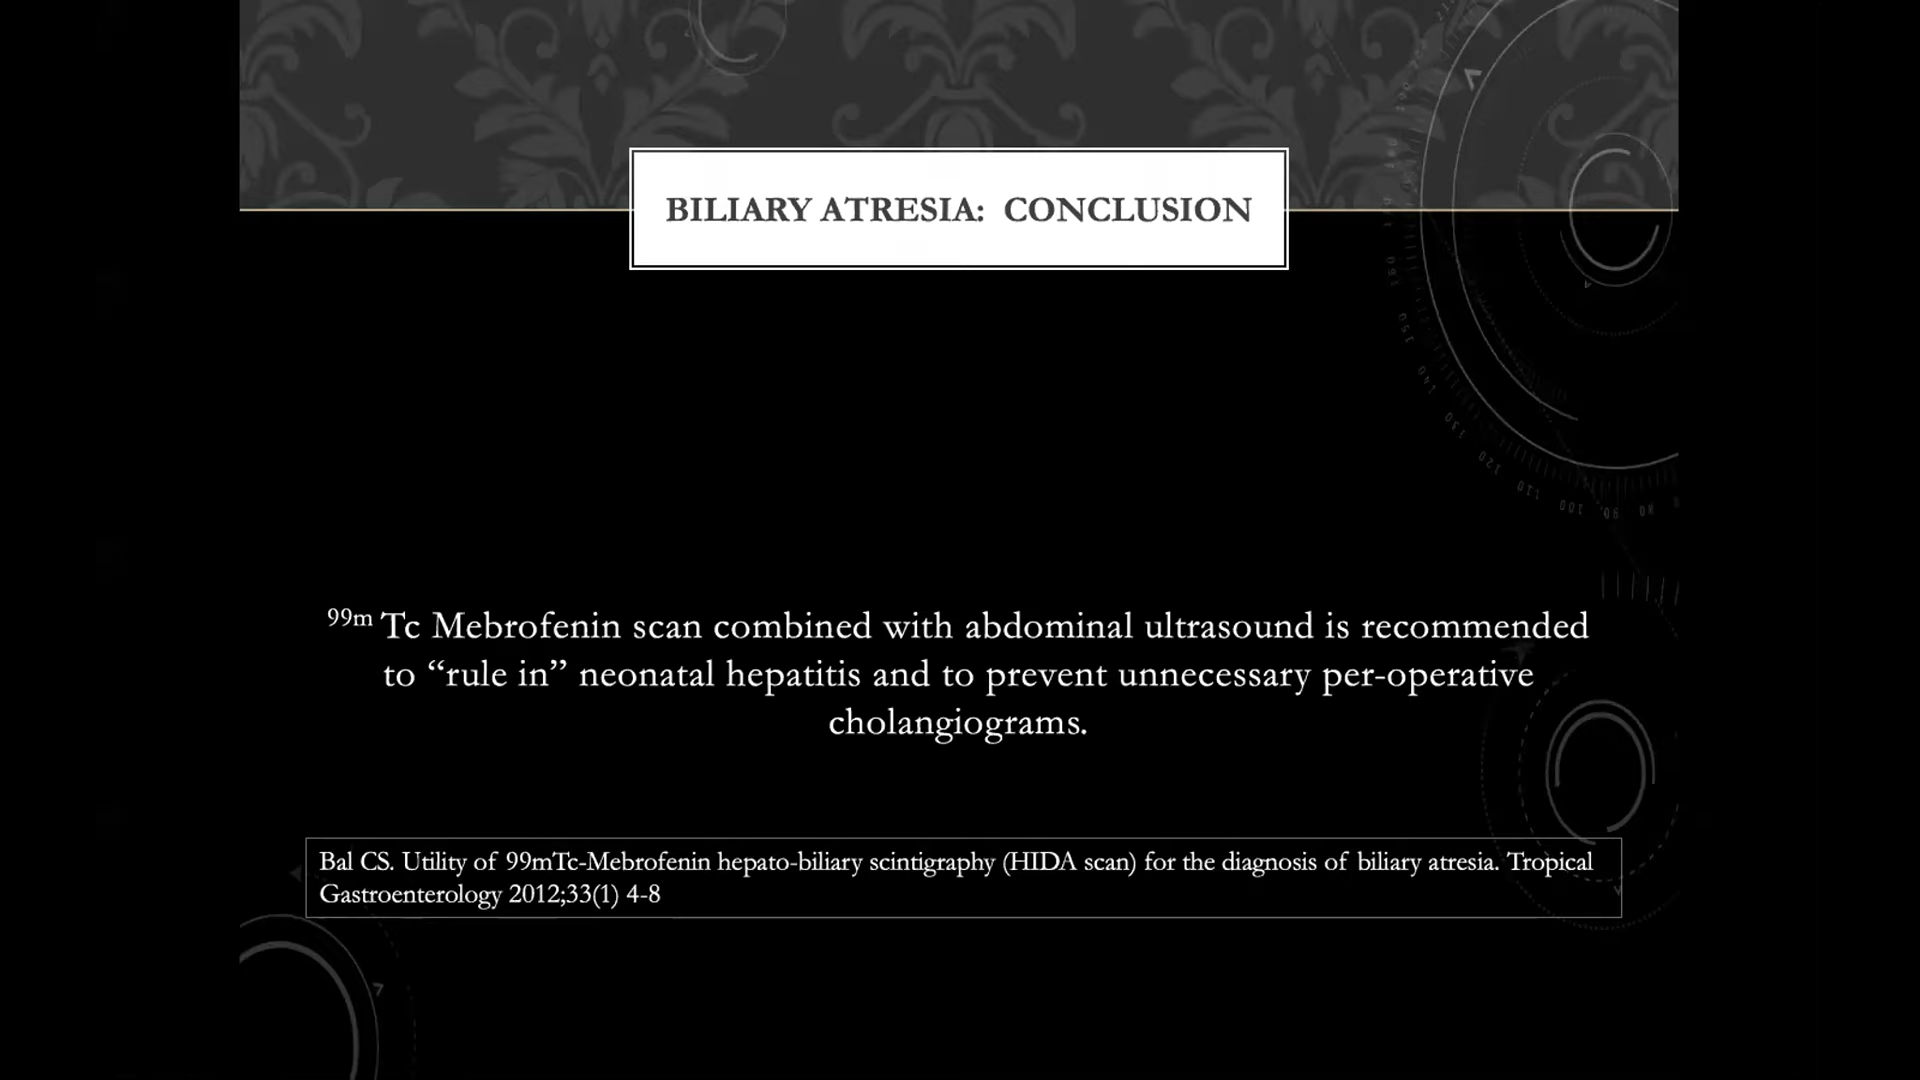 BILIARY ATRESIA: CONCLUSION
99m Tc Mebrofenin scan combined with abdominal ultrasound is recommended
to “rule in” neonatal hepatitis and to prevent unnecessary per-operative
cholangiograms.
Bal CS. Utility of 99mTc-Mebrofenin hepato-biliary scintigraphy (HIDA scan) for the diagnosis of biliary atresia. Tropical
Gastroenterology 2012;33(1) 4-8